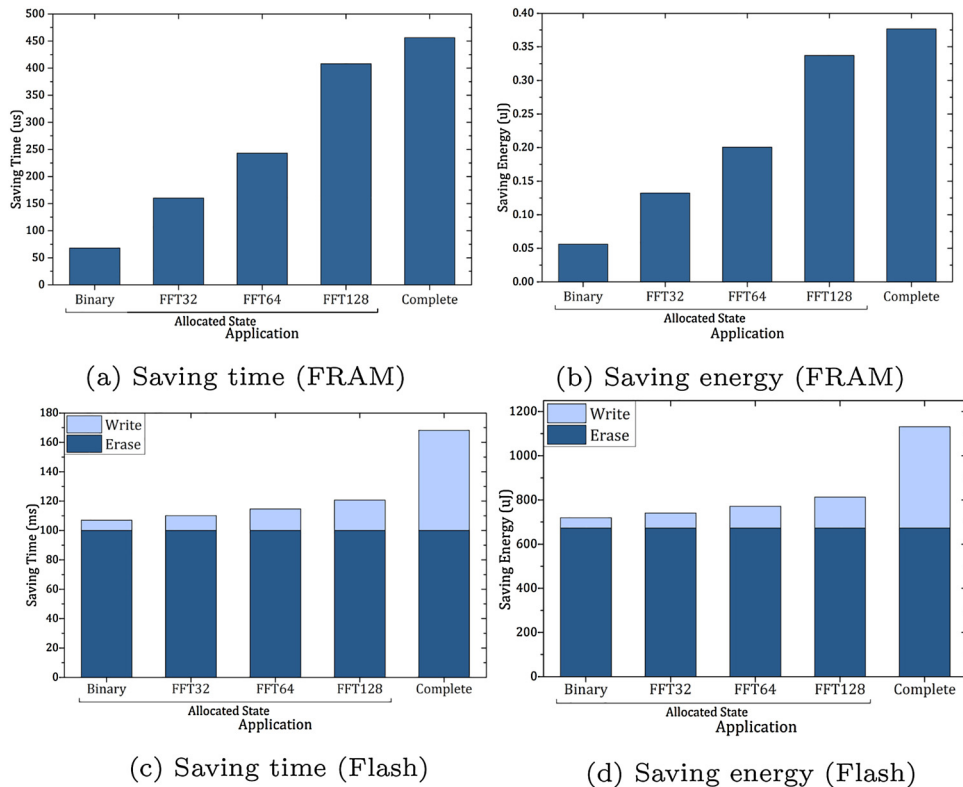 500
450
400
350
300
250
200
150
100
50
0
Saving Time (us)
Binary FFT32 FFT64 FFT128 Complete
Allocated State
Application
(a) Saving time (FRAM)
0.40
0.35
0.30
0.25
0.20
0.15
0.10
0.05
0.00
Saving Energy (uJ)
Binary FFT32 FFT64 FFT128 Complete
Allocated State
Application
(b) Saving energy (FRAM)
180
160
140
120
100
80
60
40
20
0
Saving Time (ms)
Write
Erase
Binary FFT32 FFT64 FFT128 Complete
Allocated State
Application
(c) Saving time (Flash)
1200
1000
800
600
400
200
0
Saving Energy (uJ)
Write
Erase
Binary FFT32 FFT64 FFT128 Complete
Allocated State
Application
(d) Saving energy (Flash)